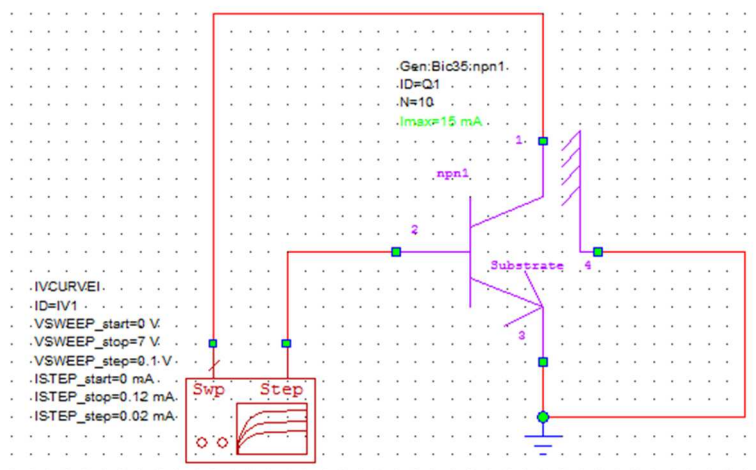 Gen:Bic35:npn1
ID=Q1
N=10
Imax=15 mA
1
npn1
2
Substrate
4
3
IVCURVEI
ID=IV1
VSWEEP_start=0 V
VSWEEP_stop=7 V
VSWEEP_step=0.1 V
ISTEP_start=0 mA
ISTEP_stop=0.12 mA
ISTEP_step=0.02 mA
Swp Step